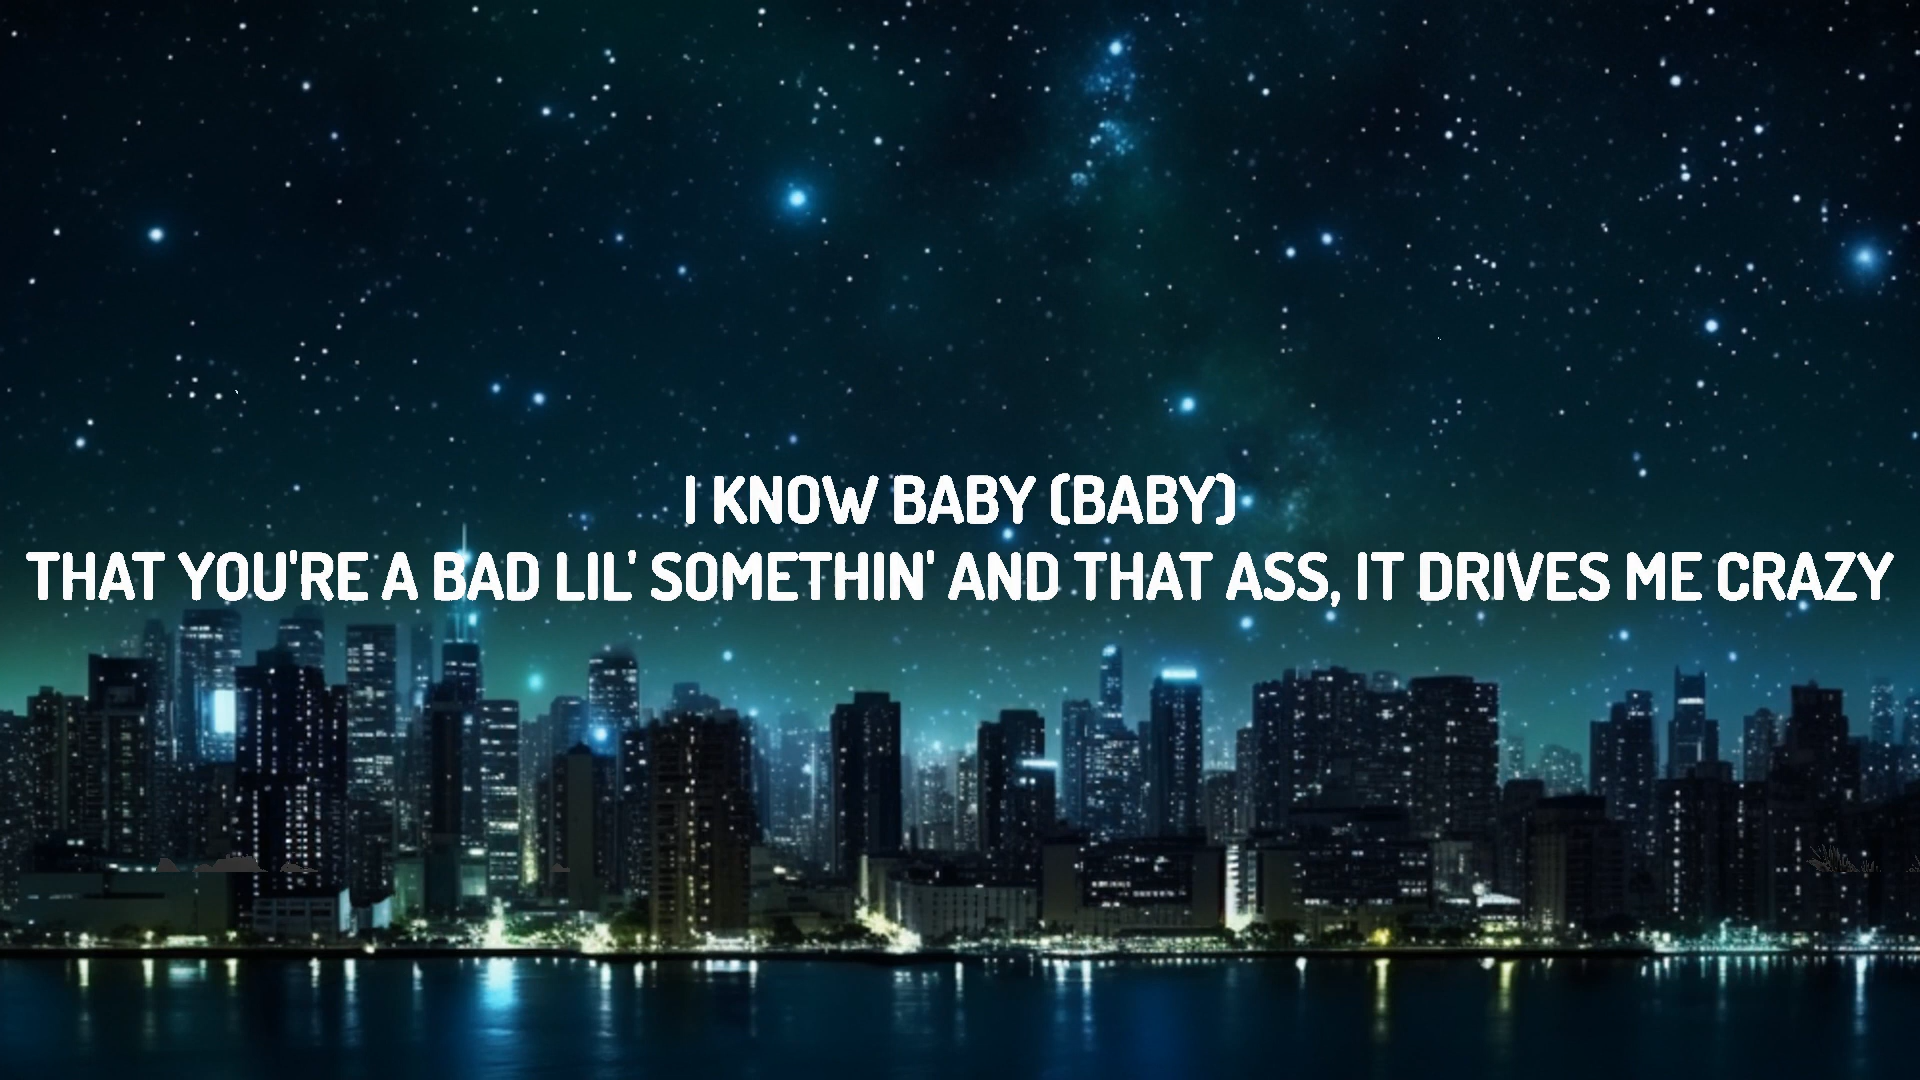 I KNOW BABY (BABY)
THAT YOU'RE A BAD LIL' SOMETHIN' AND THAT ASS, IT DRIVES ME CRAZY